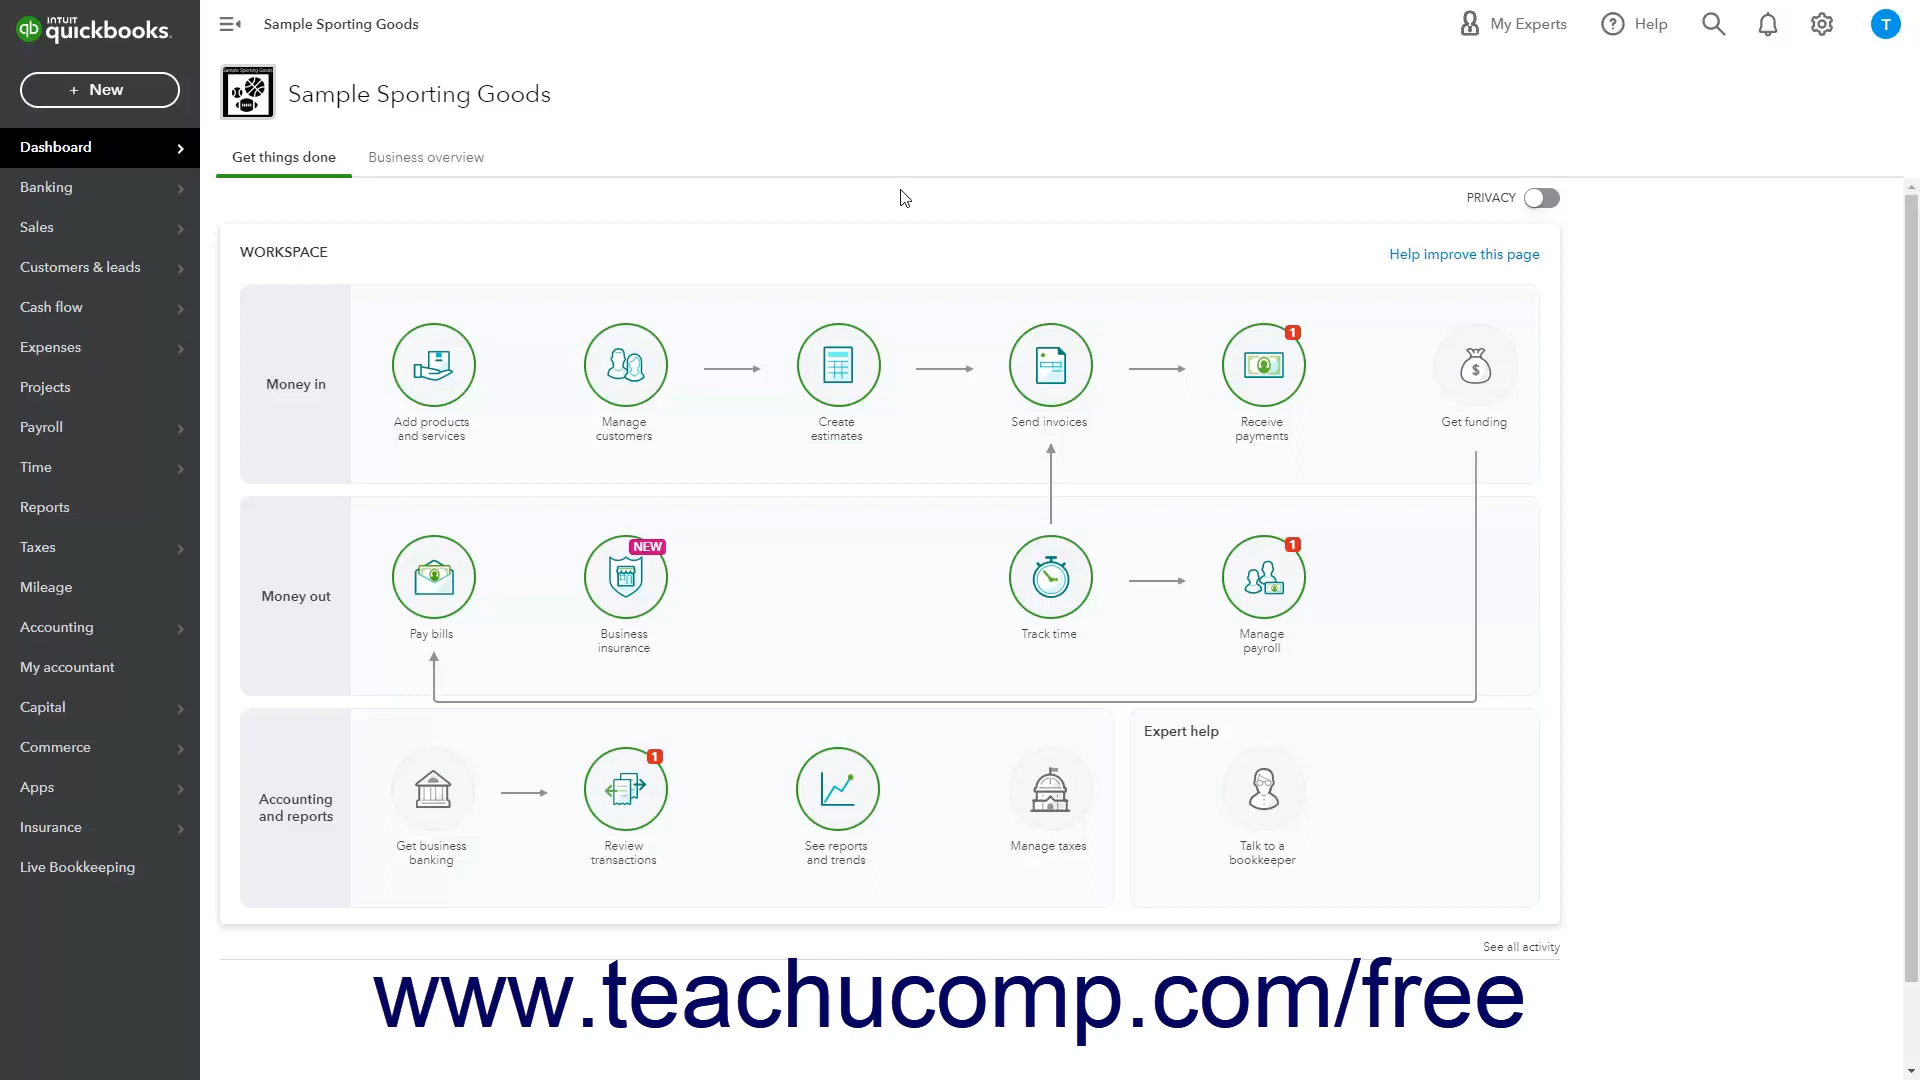 INTUIT
quickbooks.
Sample Sporting Goods
My Experts
Help
T
+ New
Sample Sporting Goods
Sample Sporting Goods
Dashboard
Banking
Sales
Customers & leads
Cash flow
Expenses
Projects
Payroll
Time
Reports
Taxes
Mileage
Accounting
My accountant
Capital
Commerce
Apps
Insurance
Live Bookkeeping
Get things done
Business overview
PRIVACY
WORKSPACE
Help improve this page
Money in
Add products
and services
Manage
customers
Create
estimates
Send invoices
1
Receive
payments
Get funding
Money out
Pay bills
NEW
Business
insurance
Track time
1
Manage
payroll
Accounting
and reports
Get business
banking
1
Review
transactions
See reports
and trends
Manage taxes
Expert help
Talk to a
bookkeeper
See all activity
www.teachucomp.com/free